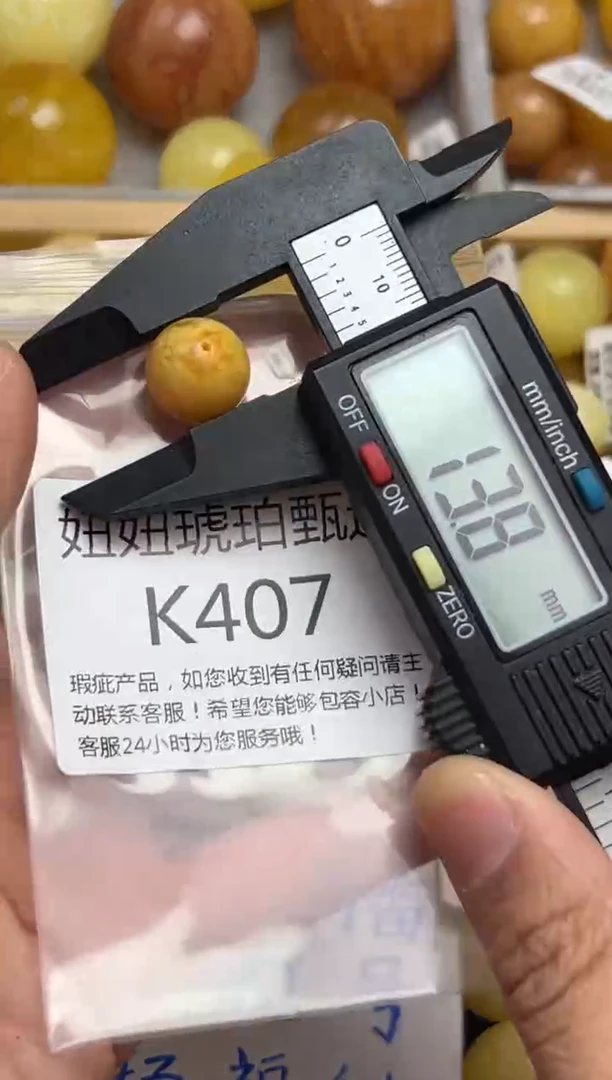 0
10
1 2 3 4 5
OFF
ON
mm/inch
13.8
mm
ZERO
妞妞琥珀甄
K407
瑕疵产品，如您收到有任何疑问请主
动联系客服！希望您能够包容小店！
客服24小时为您服务哦！